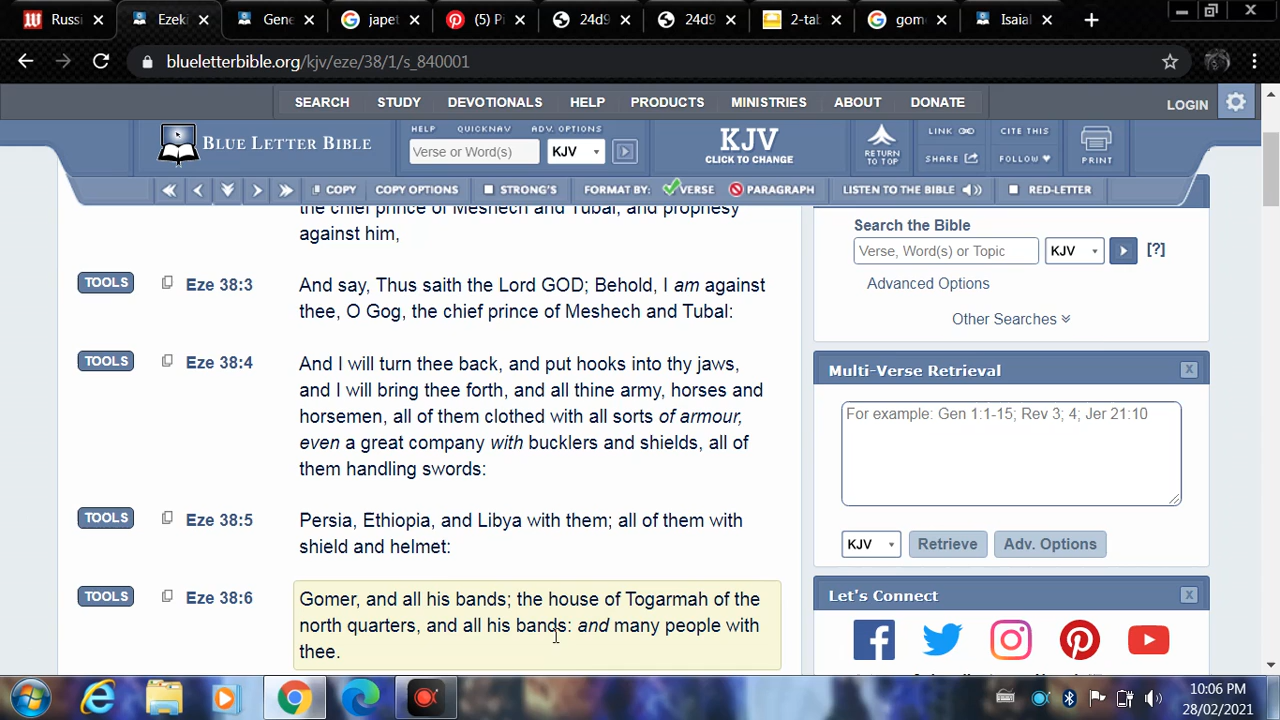 Russi
Ezeki
Gene
japet
(5) Pi
24d9
24d9
2-tab
gome
Isaial
blueletterbible.org/kjv/eze/38/1/s_840001
SEARCH STUDY DEVOTIONALS HELP PRODUCTS MINISTRIES ABOUT DONATE
LOGIN
BLUE LETTER BIBLE
HELP QUICKNAV ADV. OPTIONS
Verse or Word(s) KJV
KJV
CLICK TO CHANGE
RETURN
TO TOP
LINK CITE THIS
SHARE FOLLOW
PRINT
COPY COPY OPTIONS STRONG'S FORMAT BY: VERSE PARAGRAPH LISTEN TO THE BIBLE RED-LETTER
the chief prince of Meshech and Tubal, and prophesy
against him,
TOOLS Eze 38:3 And say, Thus saith the Lord GOD; Behold, I am against
thee, O Gog, the chief prince of Meshech and Tubal:
TOOLS Eze 38:4 And I will turn thee back, and put hooks into thy jaws,
and I will bring thee forth, and all thine army, horses and
horsemen, all of them clothed with all sorts of armour,
even a great company with bucklers and shields, all of
them handling swords:
TOOLS Eze 38:5 Persia, Ethiopia, and Libya with them; all of them with
shield and helmet:
TOOLS Eze 38:6 Gomer, and all his bands; the house of Togarmah of the
north quarters, and all his bands: and many people with
thee.
Search the Bible
Verse, Word(s) or Topic KJV [?]
Advanced Options
Other Searches
Multi-Verse Retrieval X
For example: Gen 1:1-15; Rev 3; 4; Jer 21:10
KJV Retrieve Adv. Options
Let's Connect X
10:06 PM
28/02/2021